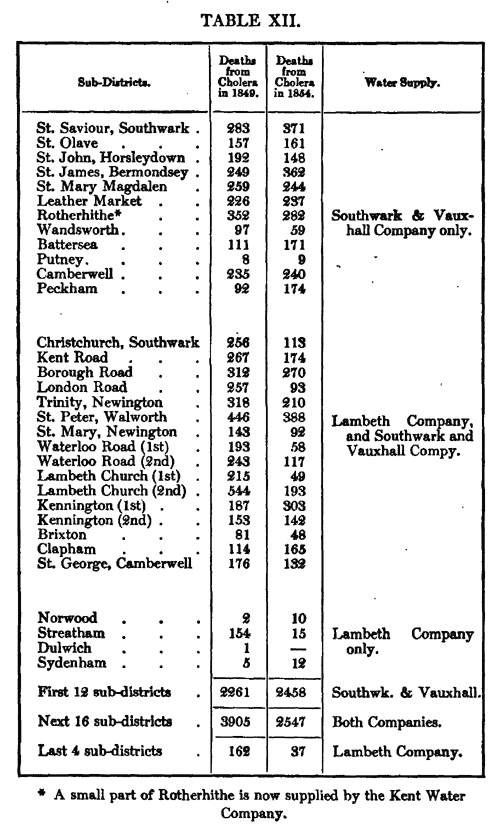 TABLE XII.
Sub-Districts. Deaths from Cholera in 1849. Deaths from Cholera in 1854. Water Supply.
St. Saviour, Southwark . 283 371
St. Olave . . . 157 161
St. John, Horsleydown . 192 148
St. James, Bermondsey . 249 362
St. Mary Magdalen . 259 244
Leather Market . . 226 237
Rotherhithe* . . 352 282 Southwark & Vaux-
Wandsworth . . . 97 59 hall Company only.
Battersea . . . 111 171
Putney . . . 8 9
Camberwell . . . 235 240
Peckham . . . 92 174
Christchurch, Southwark 256 113
Kent Road . . . 267 174
Borough Road . . 312 270
London Road . . 257 93
Trinity, Newington . 318 210
St. Peter, Walworth . 446 388 Lambeth Company,
St. Mary, Newington . 143 92 and Southwark and
Waterloo Road (1st) . 193 58 Vauxhall Compy.
Waterloo Road (2nd) . 243 117
Lambeth Church (1st) . 215 49
Lambeth Church (2nd) . 544 193
Kennington (1st) . . 187 303
Kennington (2nd) . . 153 142
Brixton . . . 81 48
Clapham . . . 114 165
St. George, Camberwell 176 132
Norwood . . . 2 10
Streatham . . . 154 15 Lambeth Company
Dulwich . . . 1 — only.
Sydenham . . . 5 12
First 12 sub-districts . 2261 2458 Southwk. & Vauxhall.
Next 16 sub-districts . 3905 2547 Both Companies.
Last 4 sub-districts . 162 37 Lambeth Company.
* A small part of Rotherhithe is now supplied by the Kent Water
Company.